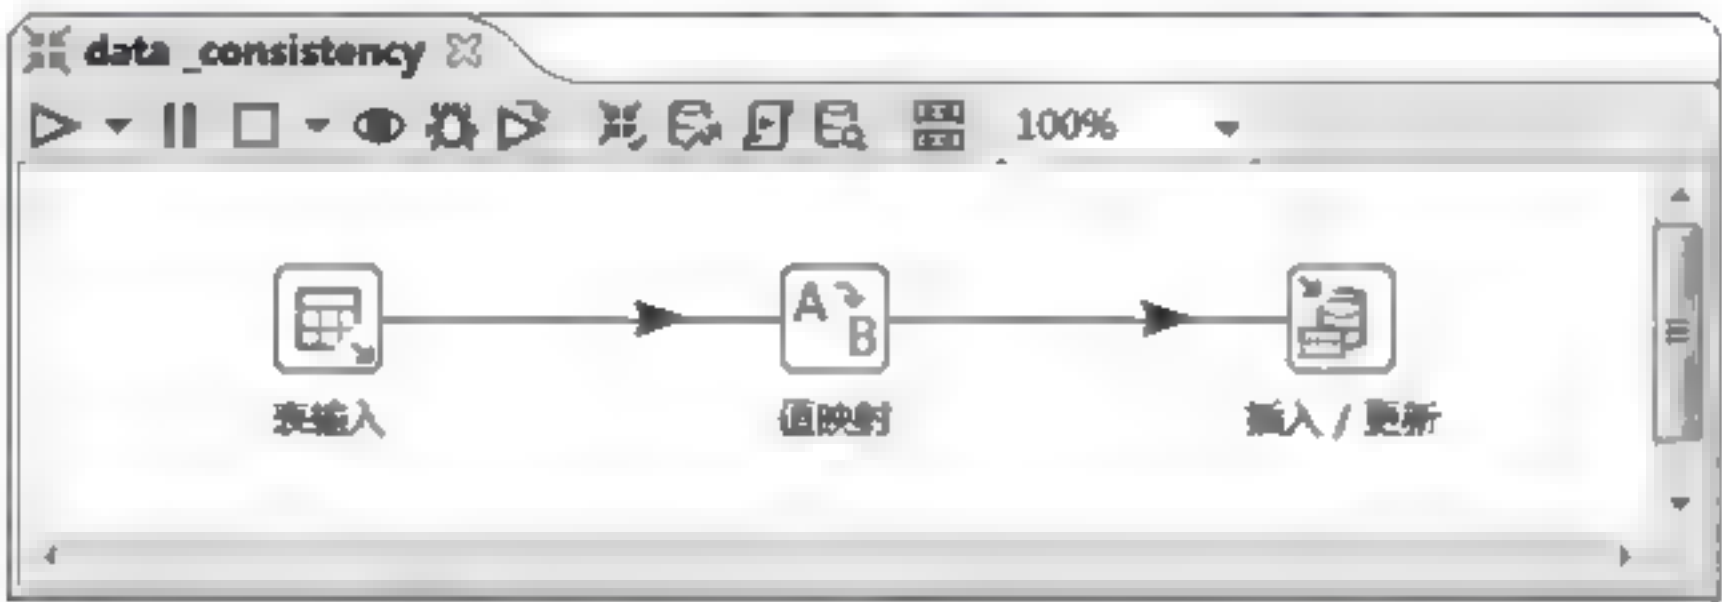 data _consistency
100%
A
B
表输入
值映射
插入 / 更新